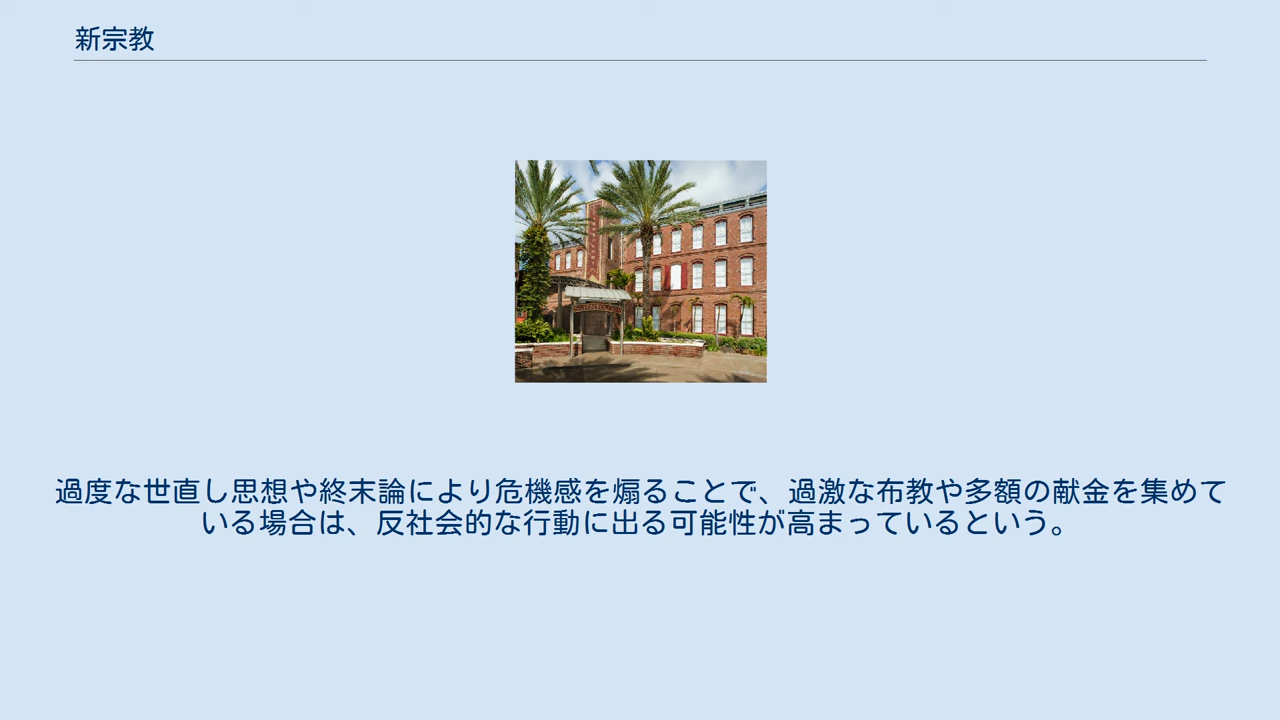 新宗教
過度な世直し思想や終末論により危機感を煽ることで、過激な布教や多額の献金を集めて
いる場合は、反社会的な行動に出る可能性が高まっているという。